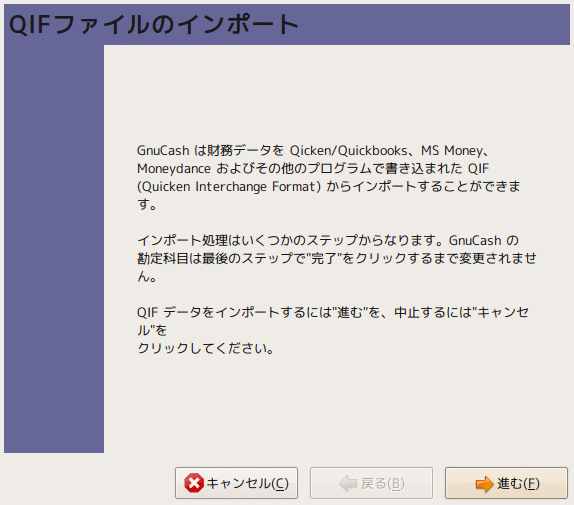 QIFファイルのインポート
GnuCash は財務データを Qicken/Quickbooks、MS Money、
Moneydance およびその他のプログラムで書き込まれた QIF
(Quicken Interchange Format) からインポートすることができま
す。
インポート処理はいくつかのステップからなります。GnuCash の
勘定科目は最後のステップで"完了"をクリックするまで変更されませ
ん。
QIF データをインポートするには"進む"を、中止するには"キャンセ
ル"を
クリックしてください。
キャンセル(C) 戻る(B) 進む(F)